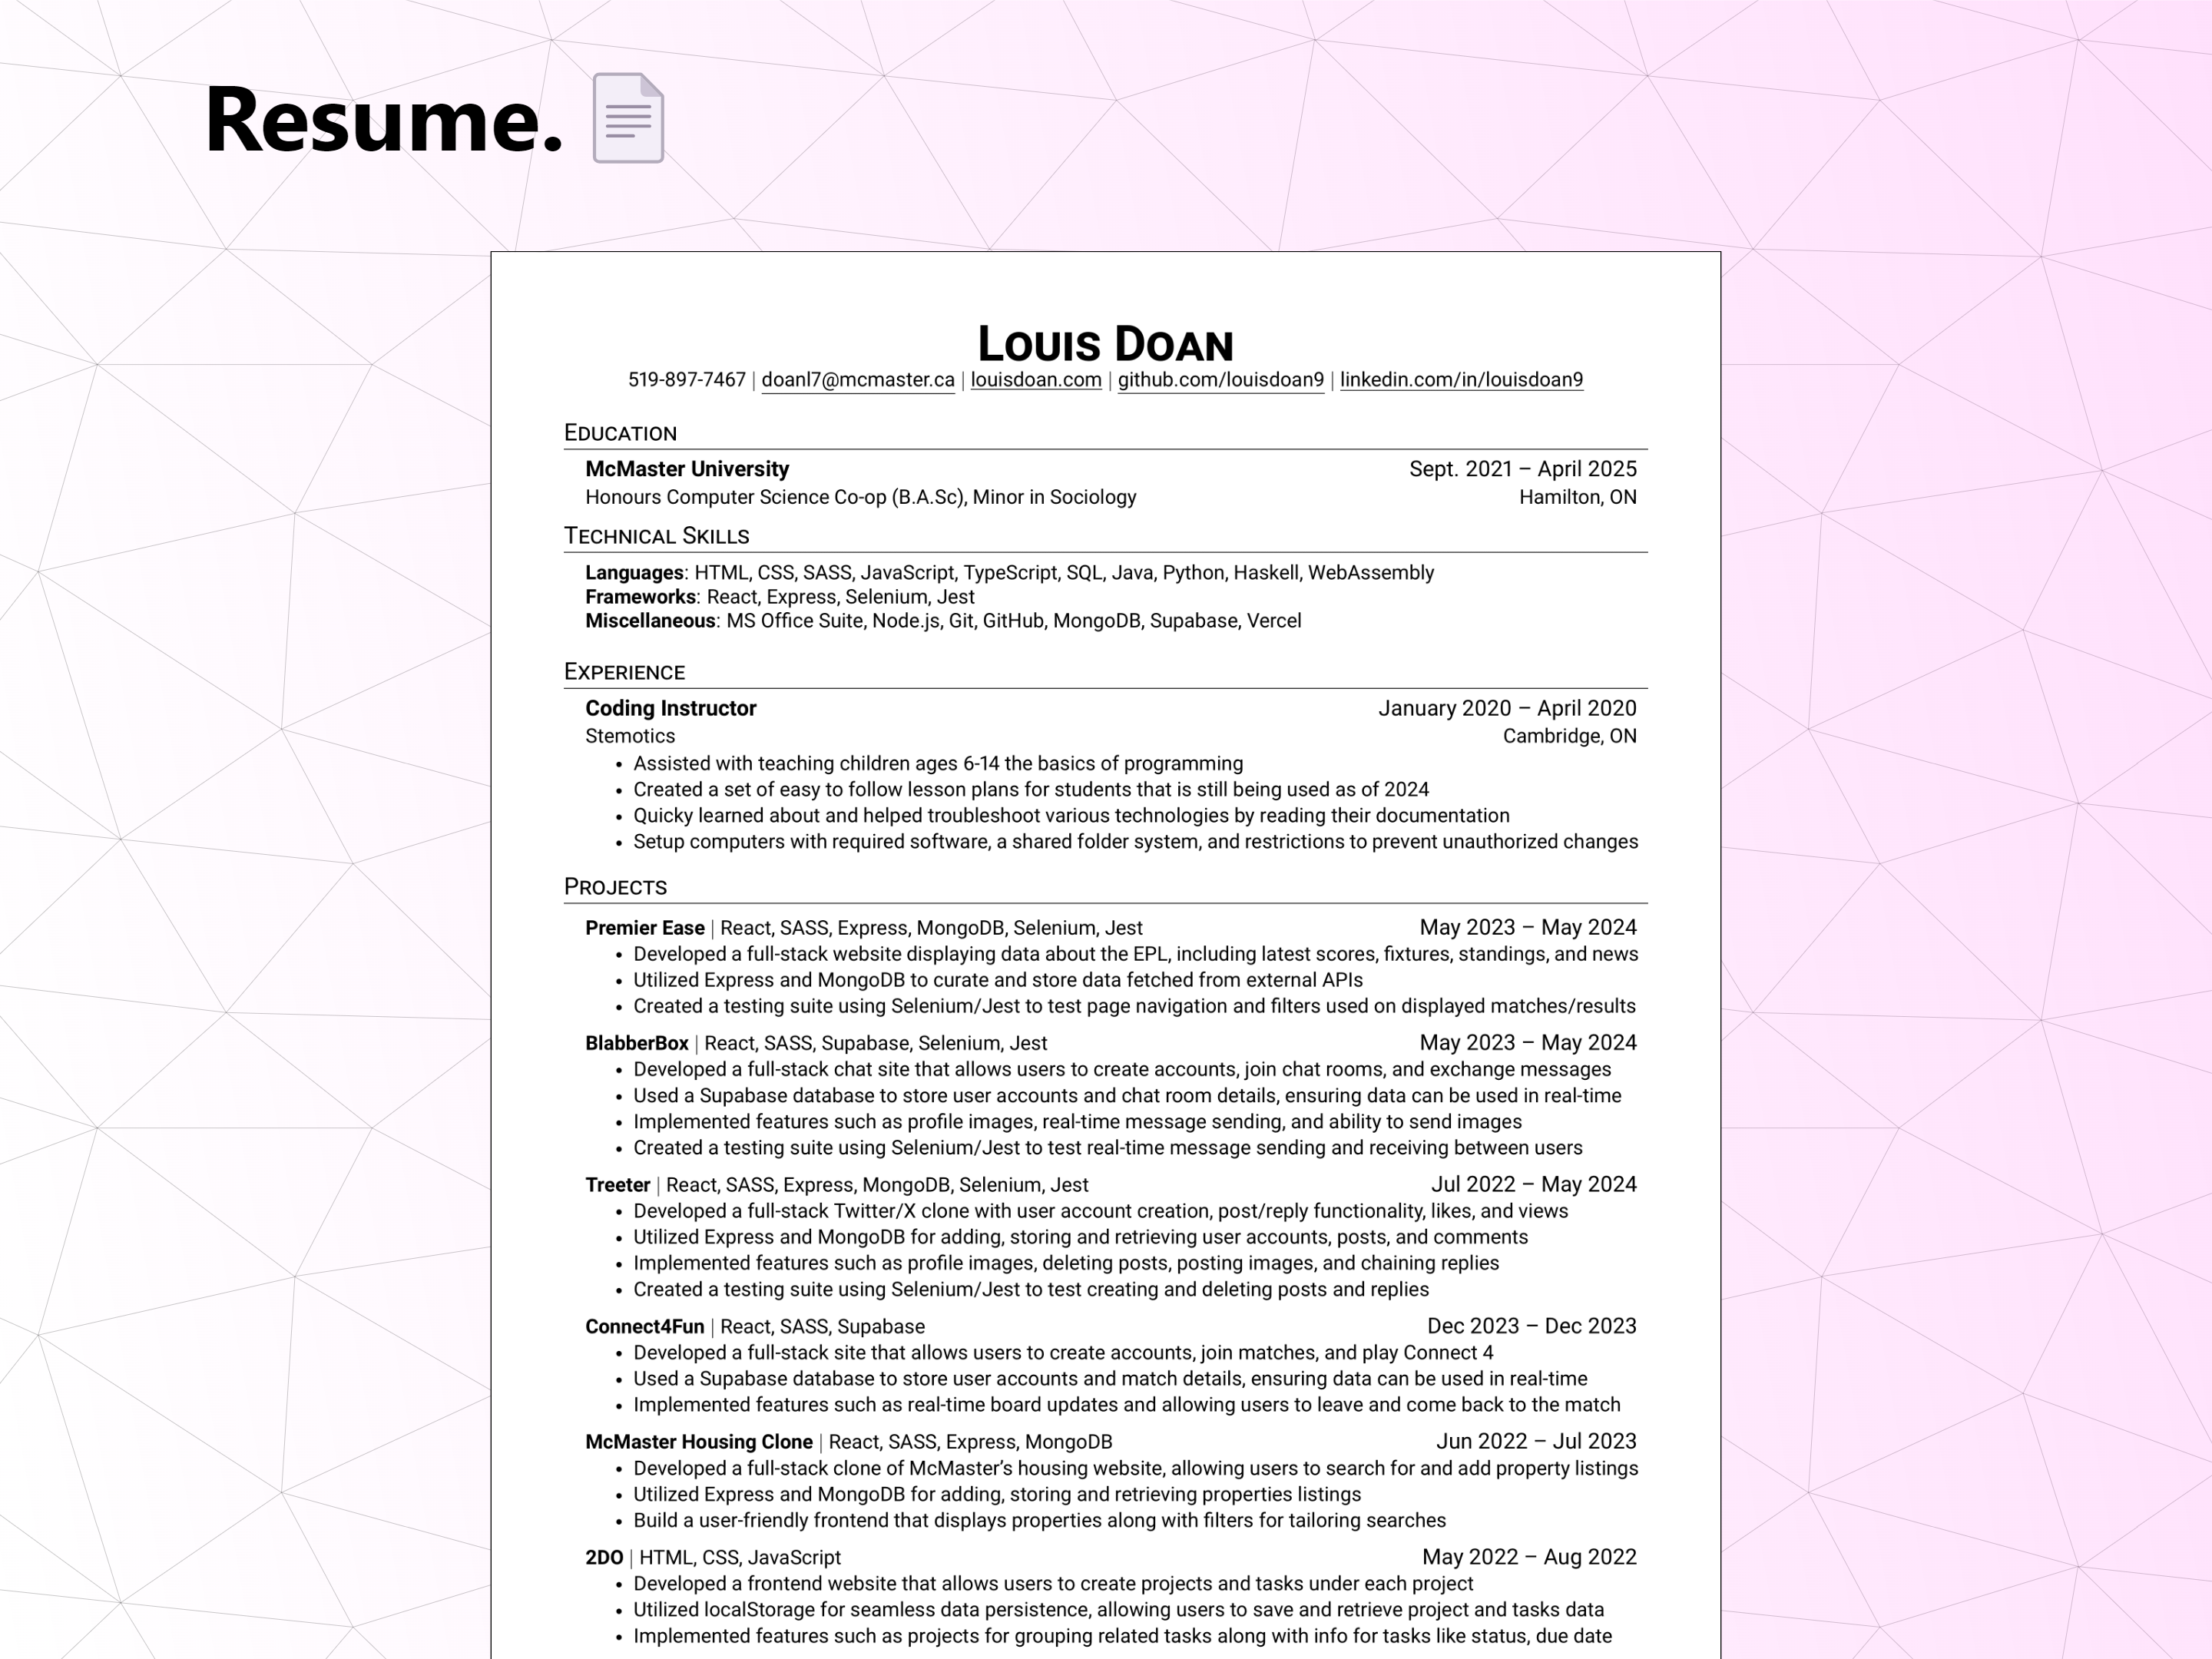 Resume.
Louis Doan
519-897-7467 | doanl7@mcmaster.ca | louisdoan.com | github.com/louisdoan9 | linkedin.com/in/louisdoan9
Education
McMaster University Sept. 2021 – April 2025
Honours Computer Science Co-op (B.A.Sc), Minor in Sociology Hamilton, ON
Technical Skills
Languages: HTML, CSS, SASS, JavaScript, TypeScript, SQL, Java, Python, Haskell, WebAssembly
Frameworks: React, Express, Selenium, Jest
Miscellaneous: MS Office Suite, Node.js, Git, GitHub, MongoDB, Supabase, Vercel
Experience
Coding Instructor January 2020 – April 2020
Stemotics Cambridge, ON
• Assisted with teaching children ages 6-14 the basics of programming
• Created a set of easy to follow lesson plans for students that is still being used as of 2024
• Quicky learned about and helped troubleshoot various technologies by reading their documentation
• Setup computers with required software, a shared folder system, and restrictions to prevent unauthorized changes
Projects
Premier Ease | React, SASS, Express, MongoDB, Selenium, Jest May 2023 – May 2024
• Developed a full-stack website displaying data about the EPL, including latest scores, fixtures, standings, and news
• Utilized Express and MongoDB to curate and store data fetched from external APIs
• Created a testing suite using Selenium/Jest to test page navigation and filters used on displayed matches/results
BlabberBox | React, SASS, Supabase, Selenium, Jest May 2023 – May 2024
• Developed a full-stack chat site that allows users to create accounts, join chat rooms, and exchange messages
• Used a Supabase database to store user accounts and chat room details, ensuring data can be used in real-time
• Implemented features such as profile images, real-time message sending, and ability to send images
• Created a testing suite using Selenium/Jest to test real-time message sending and receiving between users
Treeter | React, SASS, Express, MongoDB, Selenium, Jest Jul 2022 – May 2024
• Developed a full-stack Twitter/X clone with user account creation, post/reply functionality, likes, and views
• Utilized Express and MongoDB for adding, storing and retrieving user accounts, posts, and comments
• Implemented features such as profile images, deleting posts, posting images, and chaining replies
• Created a testing suite using Selenium/Jest to test creating and deleting posts and replies
Connect4Fun | React, SASS, Supabase Dec 2023 – Dec 2023
• Developed a full-stack site that allows users to create accounts, join matches, and play Connect 4
• Used a Supabase database to store user accounts and match details, ensuring data can be used in real-time
• Implemented features such as real-time board updates and allowing users to leave and come back to the match
McMaster Housing Clone | React, SASS, Express, MongoDB Jun 2022 – Jul 2023
• Developed a full-stack clone of McMaster’s housing website, allowing users to search for and add property listings
• Utilized Express and MongoDB for adding, storing and retrieving properties listings
• Build a user-friendly frontend that displays properties along with filters for tailoring searches
2DO | HTML, CSS, JavaScript May 2022 – Aug 2022
• Developed a frontend website that allows users to create projects and tasks under each project
• Utilized localStorage for seamless data persistence, allowing users to save and retrieve project and tasks data
• Implemented features such as projects for grouping related tasks along with info for tasks like status, due date